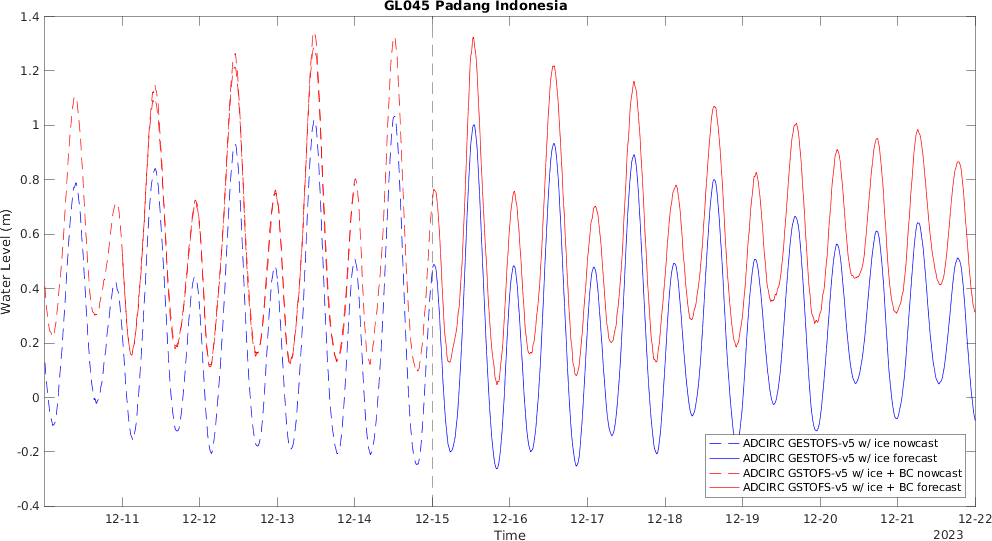 GL045 Padang Indonesia
1.4
1.2
1
0.8
0.6
0.4
0.2
0
-0.2
-0.4
Water Level (m)
ADCIRC GESTOFS-v5 w/ ice nowcast
ADCIRC GESTOFS-v5 w/ ice forecast
ADCIRC GSTOFS-v5 w/ ice + BC nowcast
ADCIRC GSTOFS-v5 w/ ice + BC forecast
12-11 12-12 12-13 12-14 12-15 12-16 12-17 12-18 12-19 12-20 12-21 12-22
Time 2023